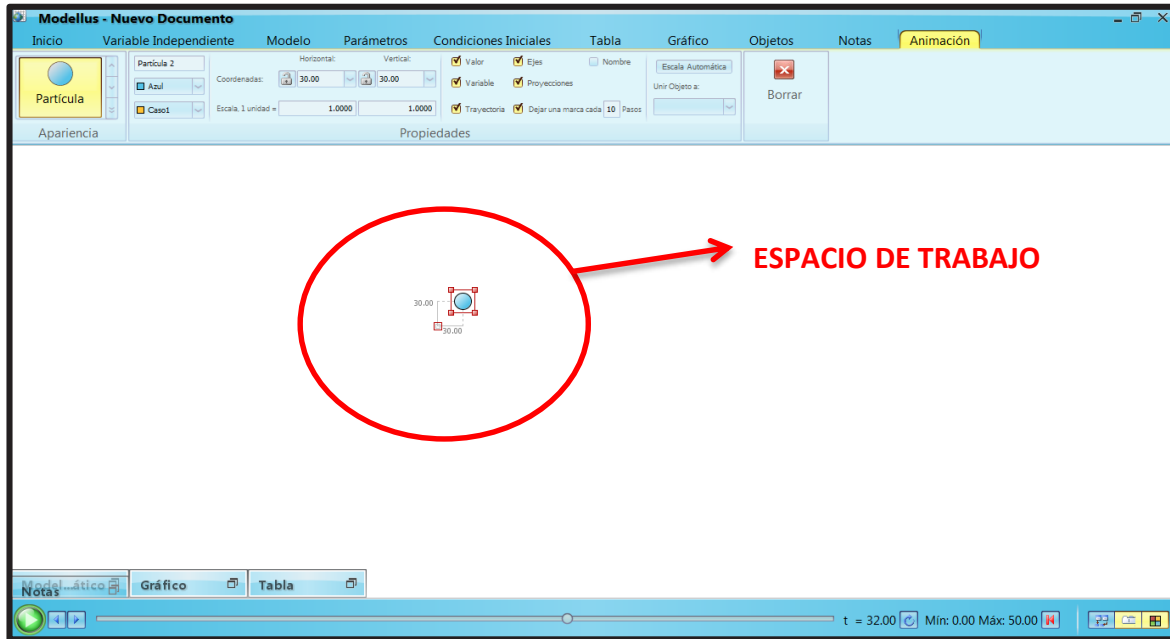 Modellus - Nuevo Documento
Inicio Variable Independiente Modelo Parámetros Condiciones Iniciales Tabla Gráfico Objetos Notas Animación
Partícula
Apariencia
Partícula 2
Azul
Caso1
Horizontal: Vertical:
Coordenadas: 30.00 30.00
Escala, 1 unidad = 1.0000 1.0000
Valor Ejes Nombre
Variable Proyecciones
Trayectoria Dejar una marca cada 10 Pasos
Escala Automática
Unir Objeto a:
Propiedades
Borrar
ESPACIO DE TRABAJO
30.00
30.00
Model...ático Gráfico Tabla
Notas
t = 32.00 Mín: 0.00 Máx: 50.00